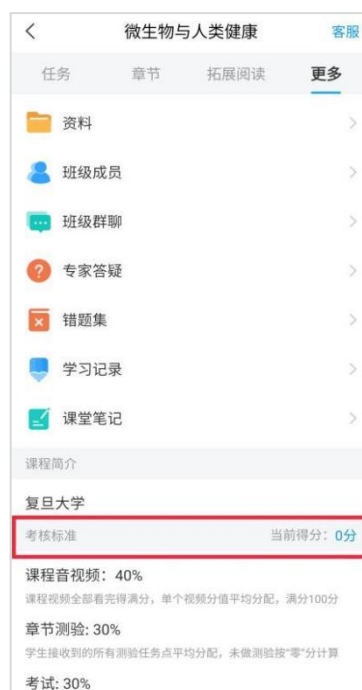 微生物与人类健康 客服
任务 章节 拓展阅读 更多
资料
班级成员
班级群聊
专家答疑
错题集
学习记录
课堂笔记
课程简介
复旦大学
考核标准 当前得分：0分
课程音视频：40%
课程视频全部看完得满分，单个视频分值平均分配，满分100分
章节测验: 30%
学生接收到的所有测验任务点平均分配，未做测验按"零"分计算
考试: 30%